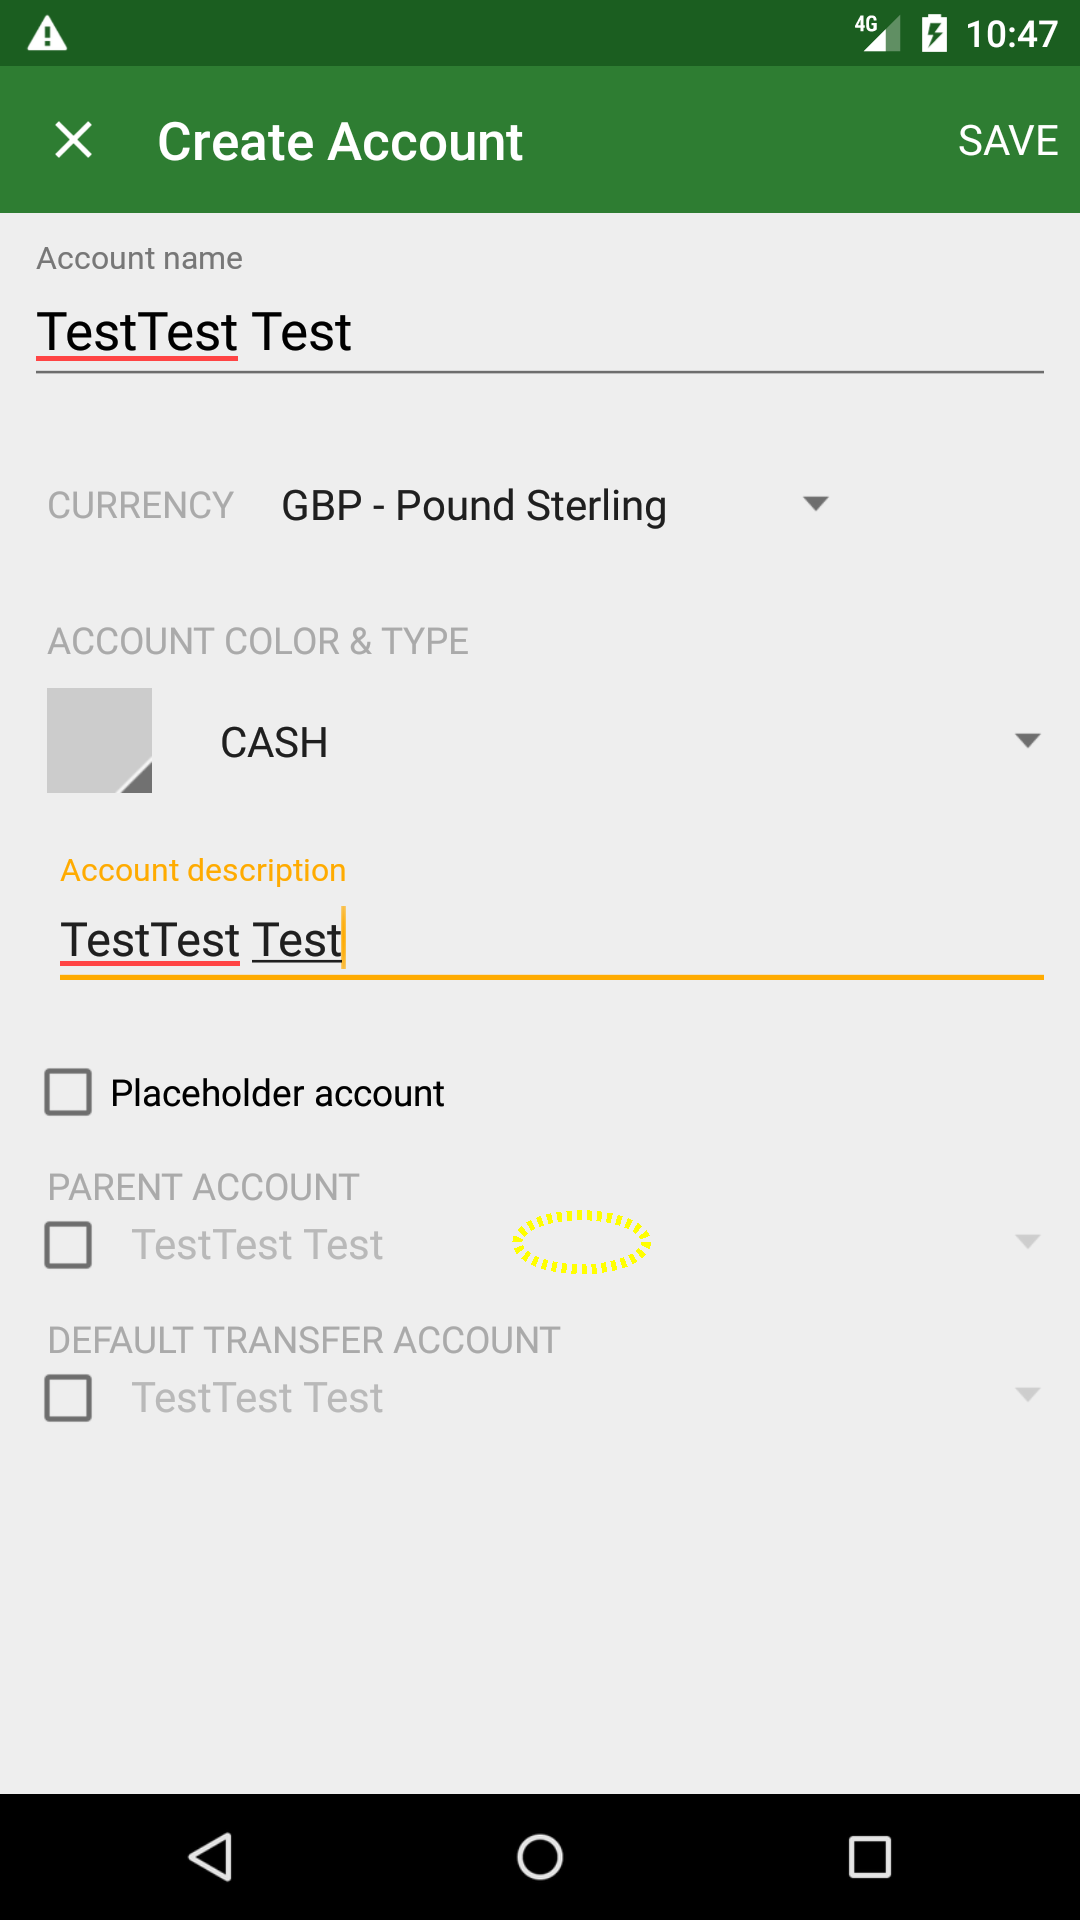 4G 10:47
Create Account SAVE
Account name
TestTest Test
CURRENCY GBP - Pound Sterling
ACCOUNT COLOR & TYPE
CASH
Account description
TestTest Test
Placeholder account
PARENT ACCOUNT
TestTest Test
DEFAULT TRANSFER ACCOUNT
TestTest Test